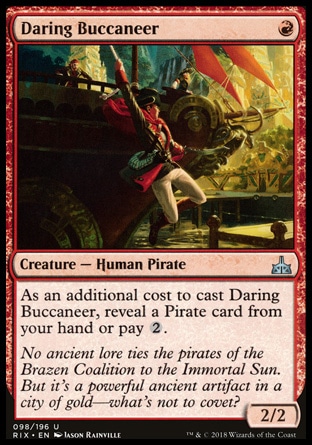 Daring Buccaneer
Creature — Human Pirate
As an additional cost to cast Daring
Buccaneer, reveal a Pirate card from
your hand or pay 2.
No ancient lore ties the pirates of the
Brazen Coalition to the Immortal Sun.
But it's a powerful ancient artifact in a
city of gold—what's not to covet?
2/2
098/196 U
RIX • EN Jason Rainville
™ & © 2018 Wizards of the Coast